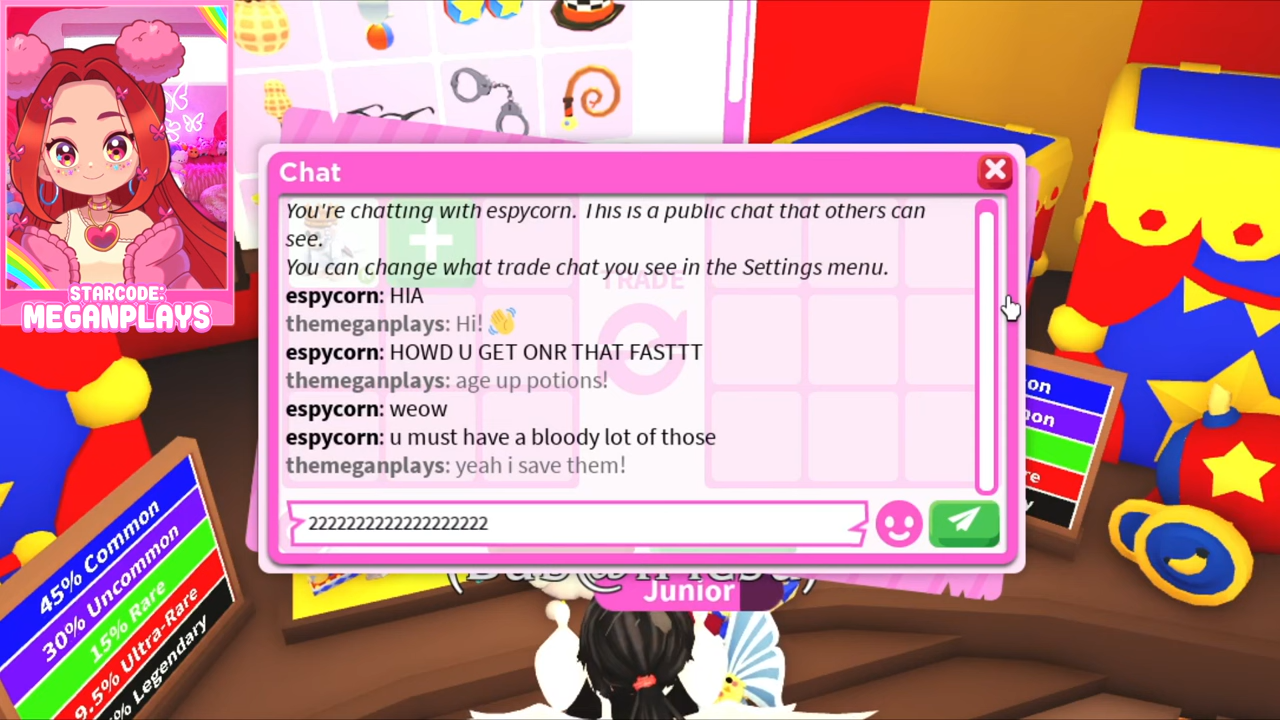 STARCODE:
MEGANPLAYS
Chat
You're chatting with espycorn. This is a public chat that others can
see.
You can change what trade chat you see in the Settings menu.
TRADE
espycorn: HIA
themeganplays: Hi! 👋
espycorn: HOWD U GET ONR THAT FASTTT
themeganplays: age up potions!
espycorn: weow
espycorn: u must have a bloody lot of those
themeganplays: yeah i save them!
2222222222222222222
Junior
45% Common
30% Uncommon
15% Rare
9.5% Ultra-Rare
% Legendary